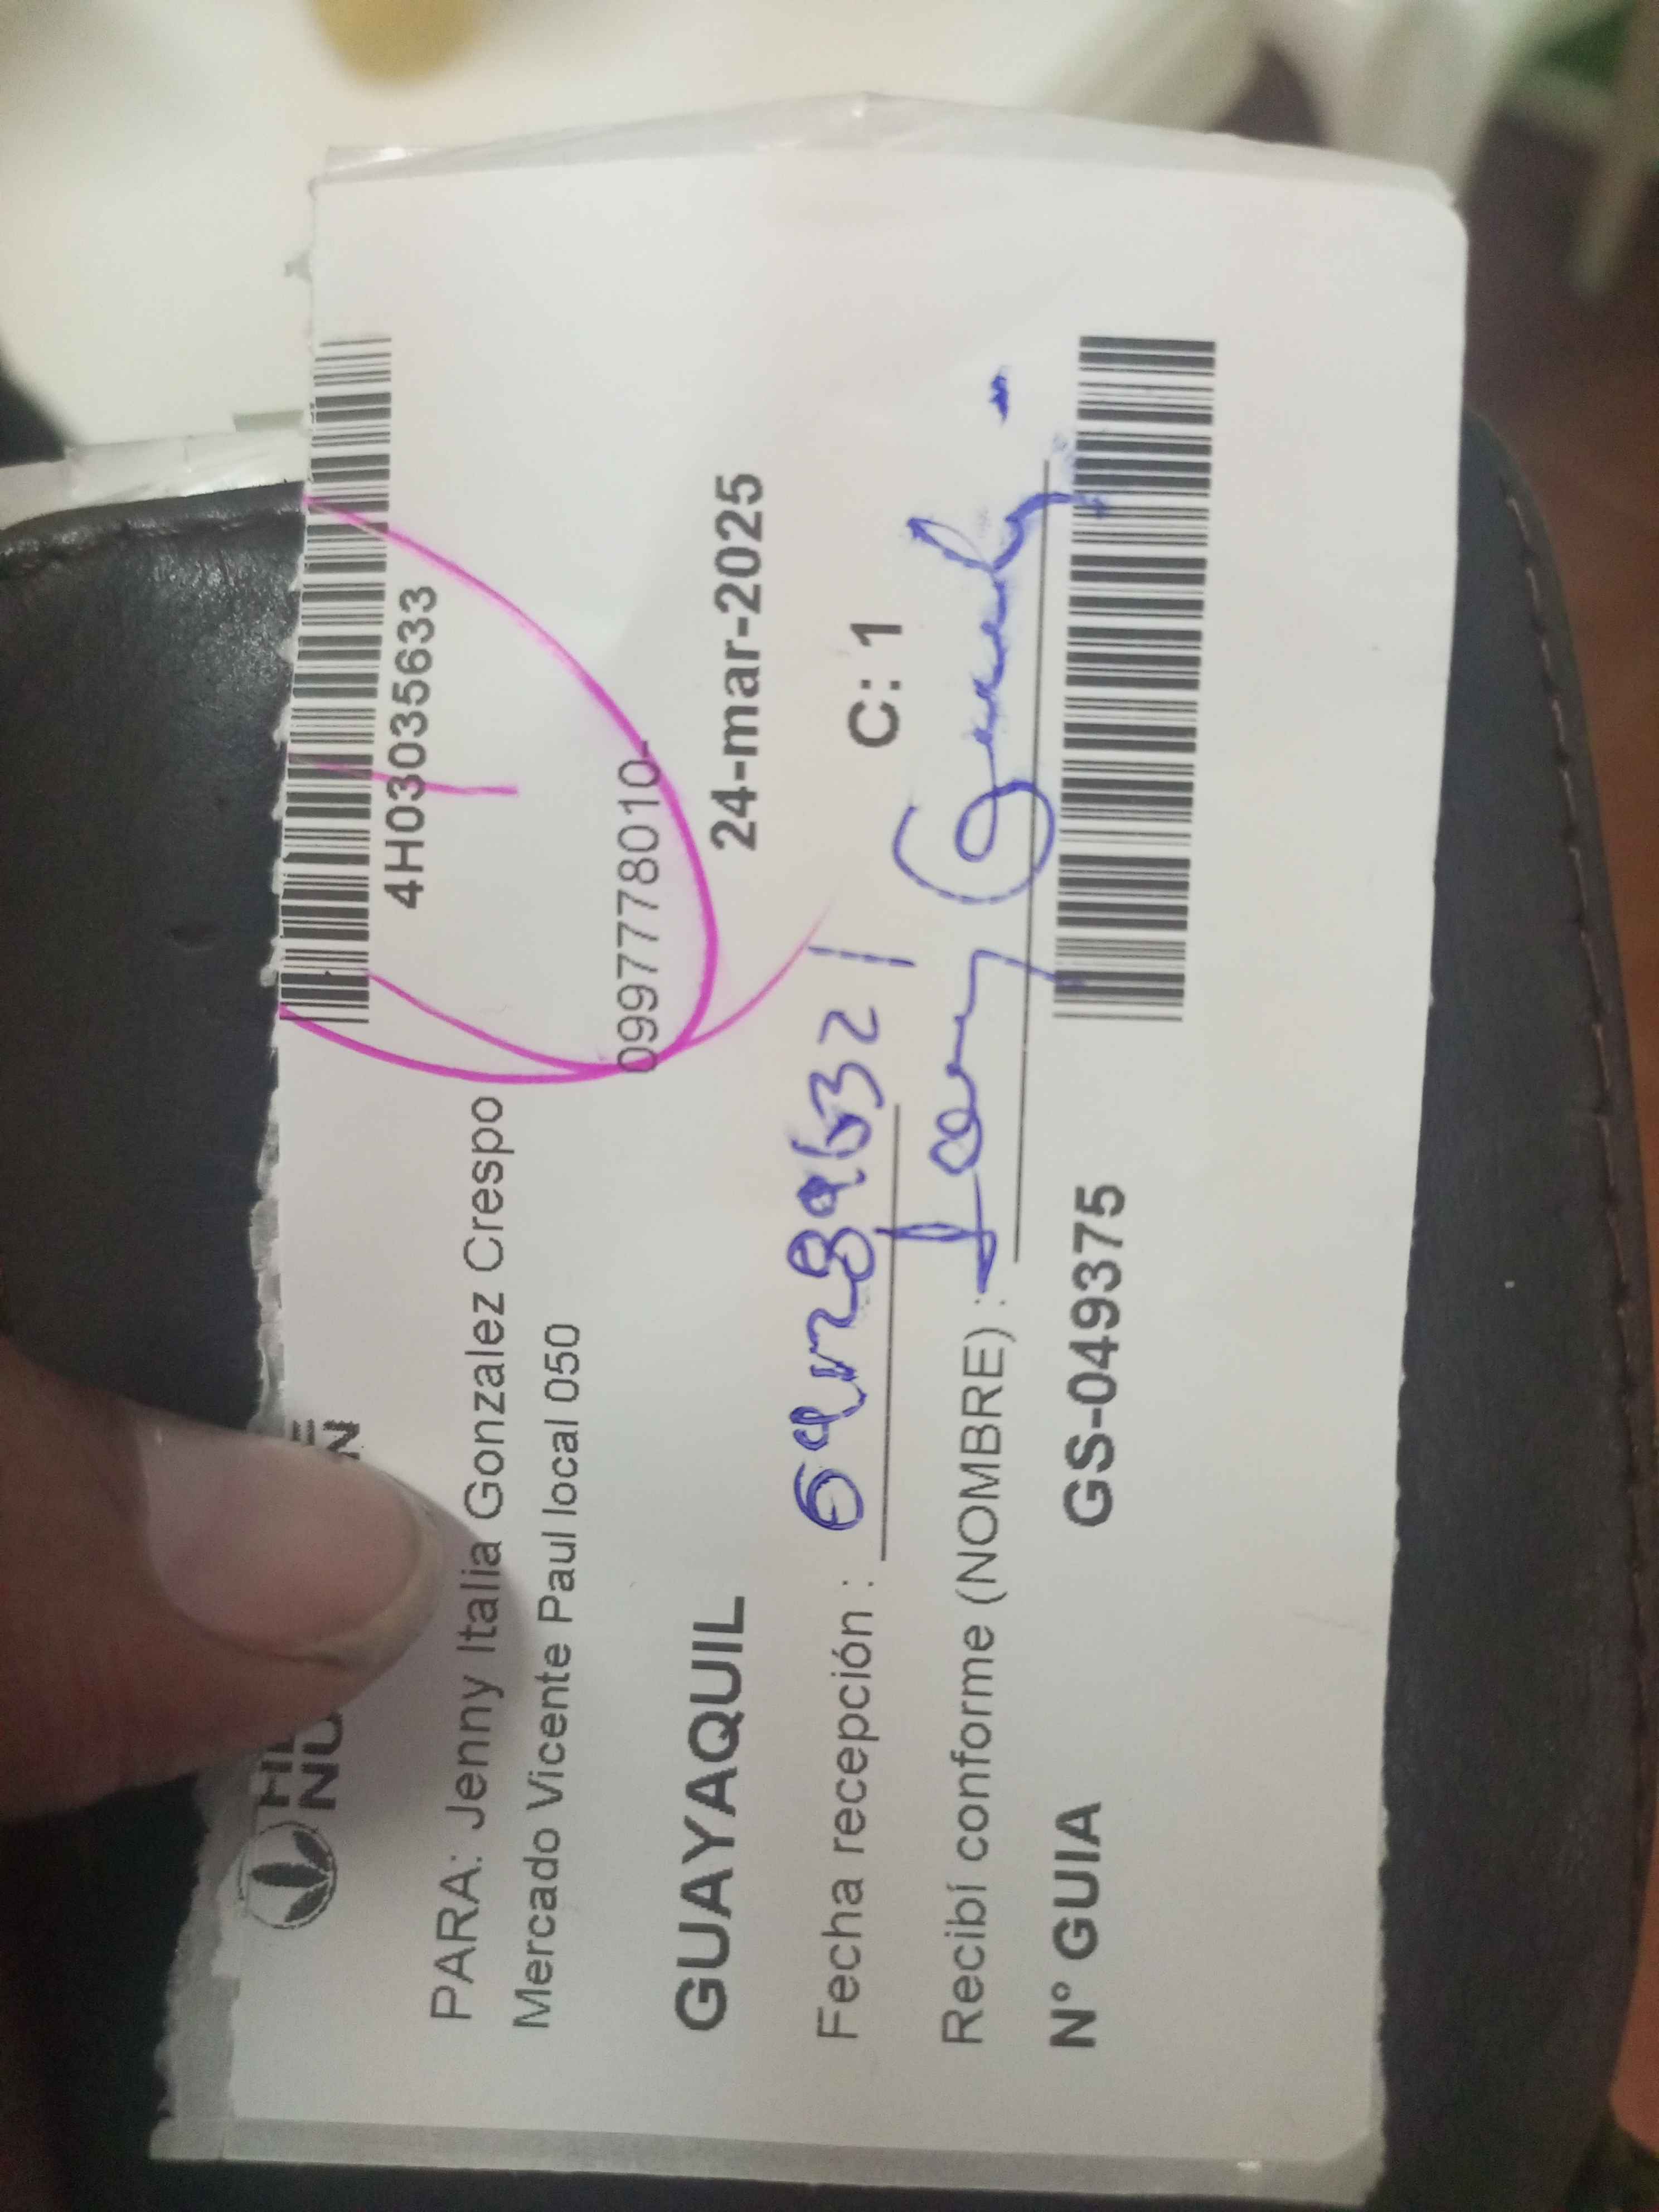 4H03035633
PARA: Jenny Italia Gonzalez Crespo
Mercado Vicente Paul local 050
0997778010-
GUAYAQUIL 24-mar-2025
Fecha recepción :
C: 1
Recibí conforme (NOMBRE) :
N° GUIA GS-049375